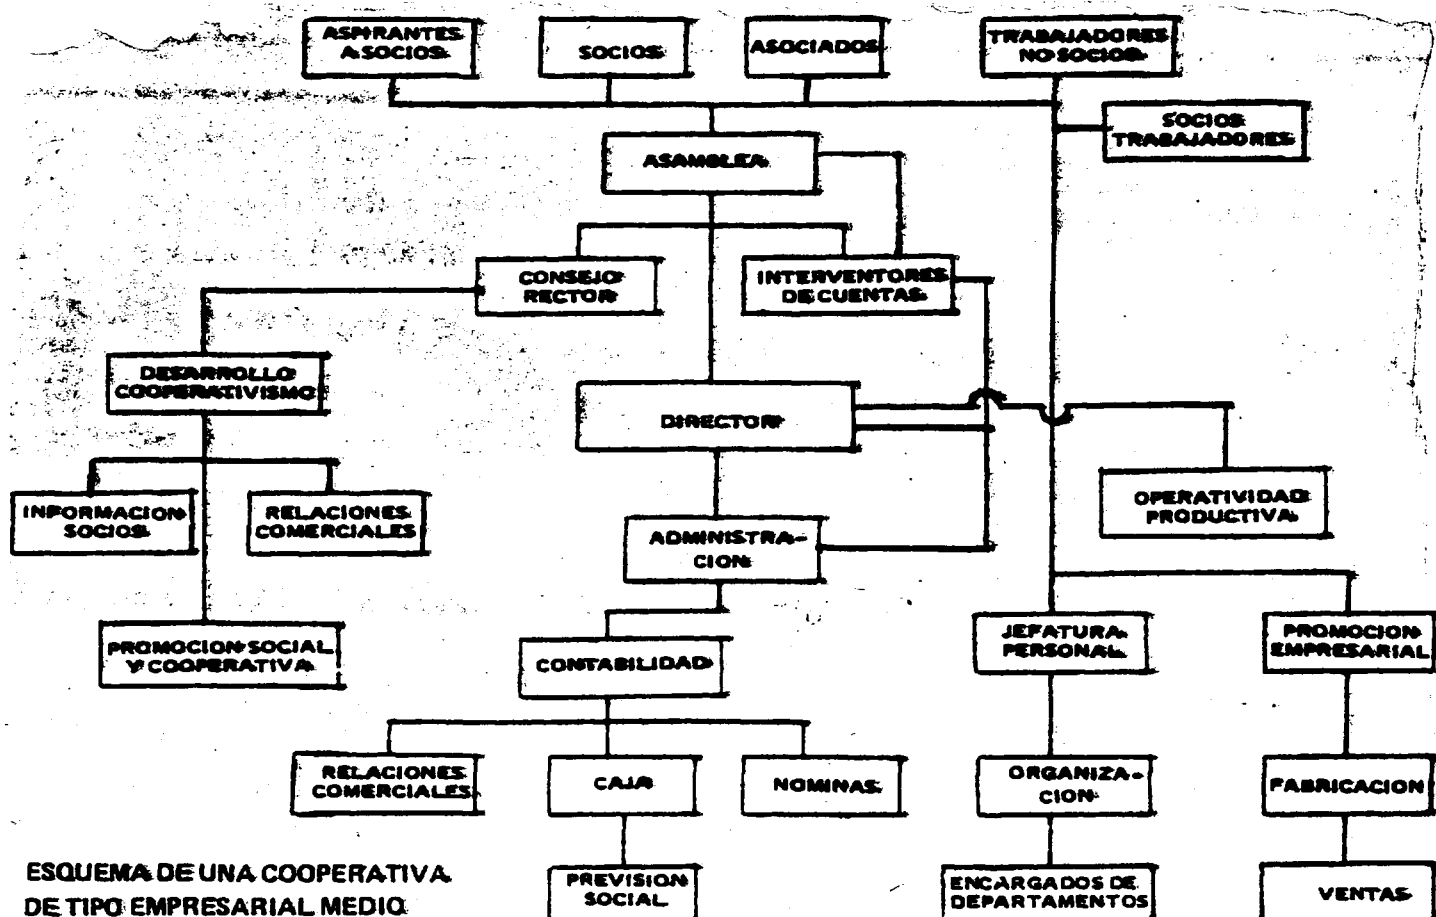 ASPIRANTES
A SOCIOS
SOCIOS
ASOCIADOS
TRABAJADORES
NO SOCIOS
SOCIOS
TRABAJADORES
ASAMBLEA
CONSEJO
RECTOR
INTERVENTORES
DE CUENTAS
DESARROLLO
COOPERATIVISMO
DIRECTOR
INFORMACION
SOCIOS
RELACIONES
COMERCIALES
OPERATIVIDAD
PRODUCTIVA
ADMINISTRA-
CION
PROMOCION SOCIAL
Y COOPERATIVA
CONTABILIDAD
JEFATURA
PERSONAL
PROMOCION
EMPRESARIAL
RELACIONES
COMERCIALES
CAJA
NOMINAS
ORGANIZA-
CION
FABRICACION
PREVISION
SOCIAL
ENCARGADOS DE
DEPARTAMENTOS
VENTAS
ESQUEMA DE UNA COOPERATIVA
DE TIPO EMPRESARIAL MEDIO